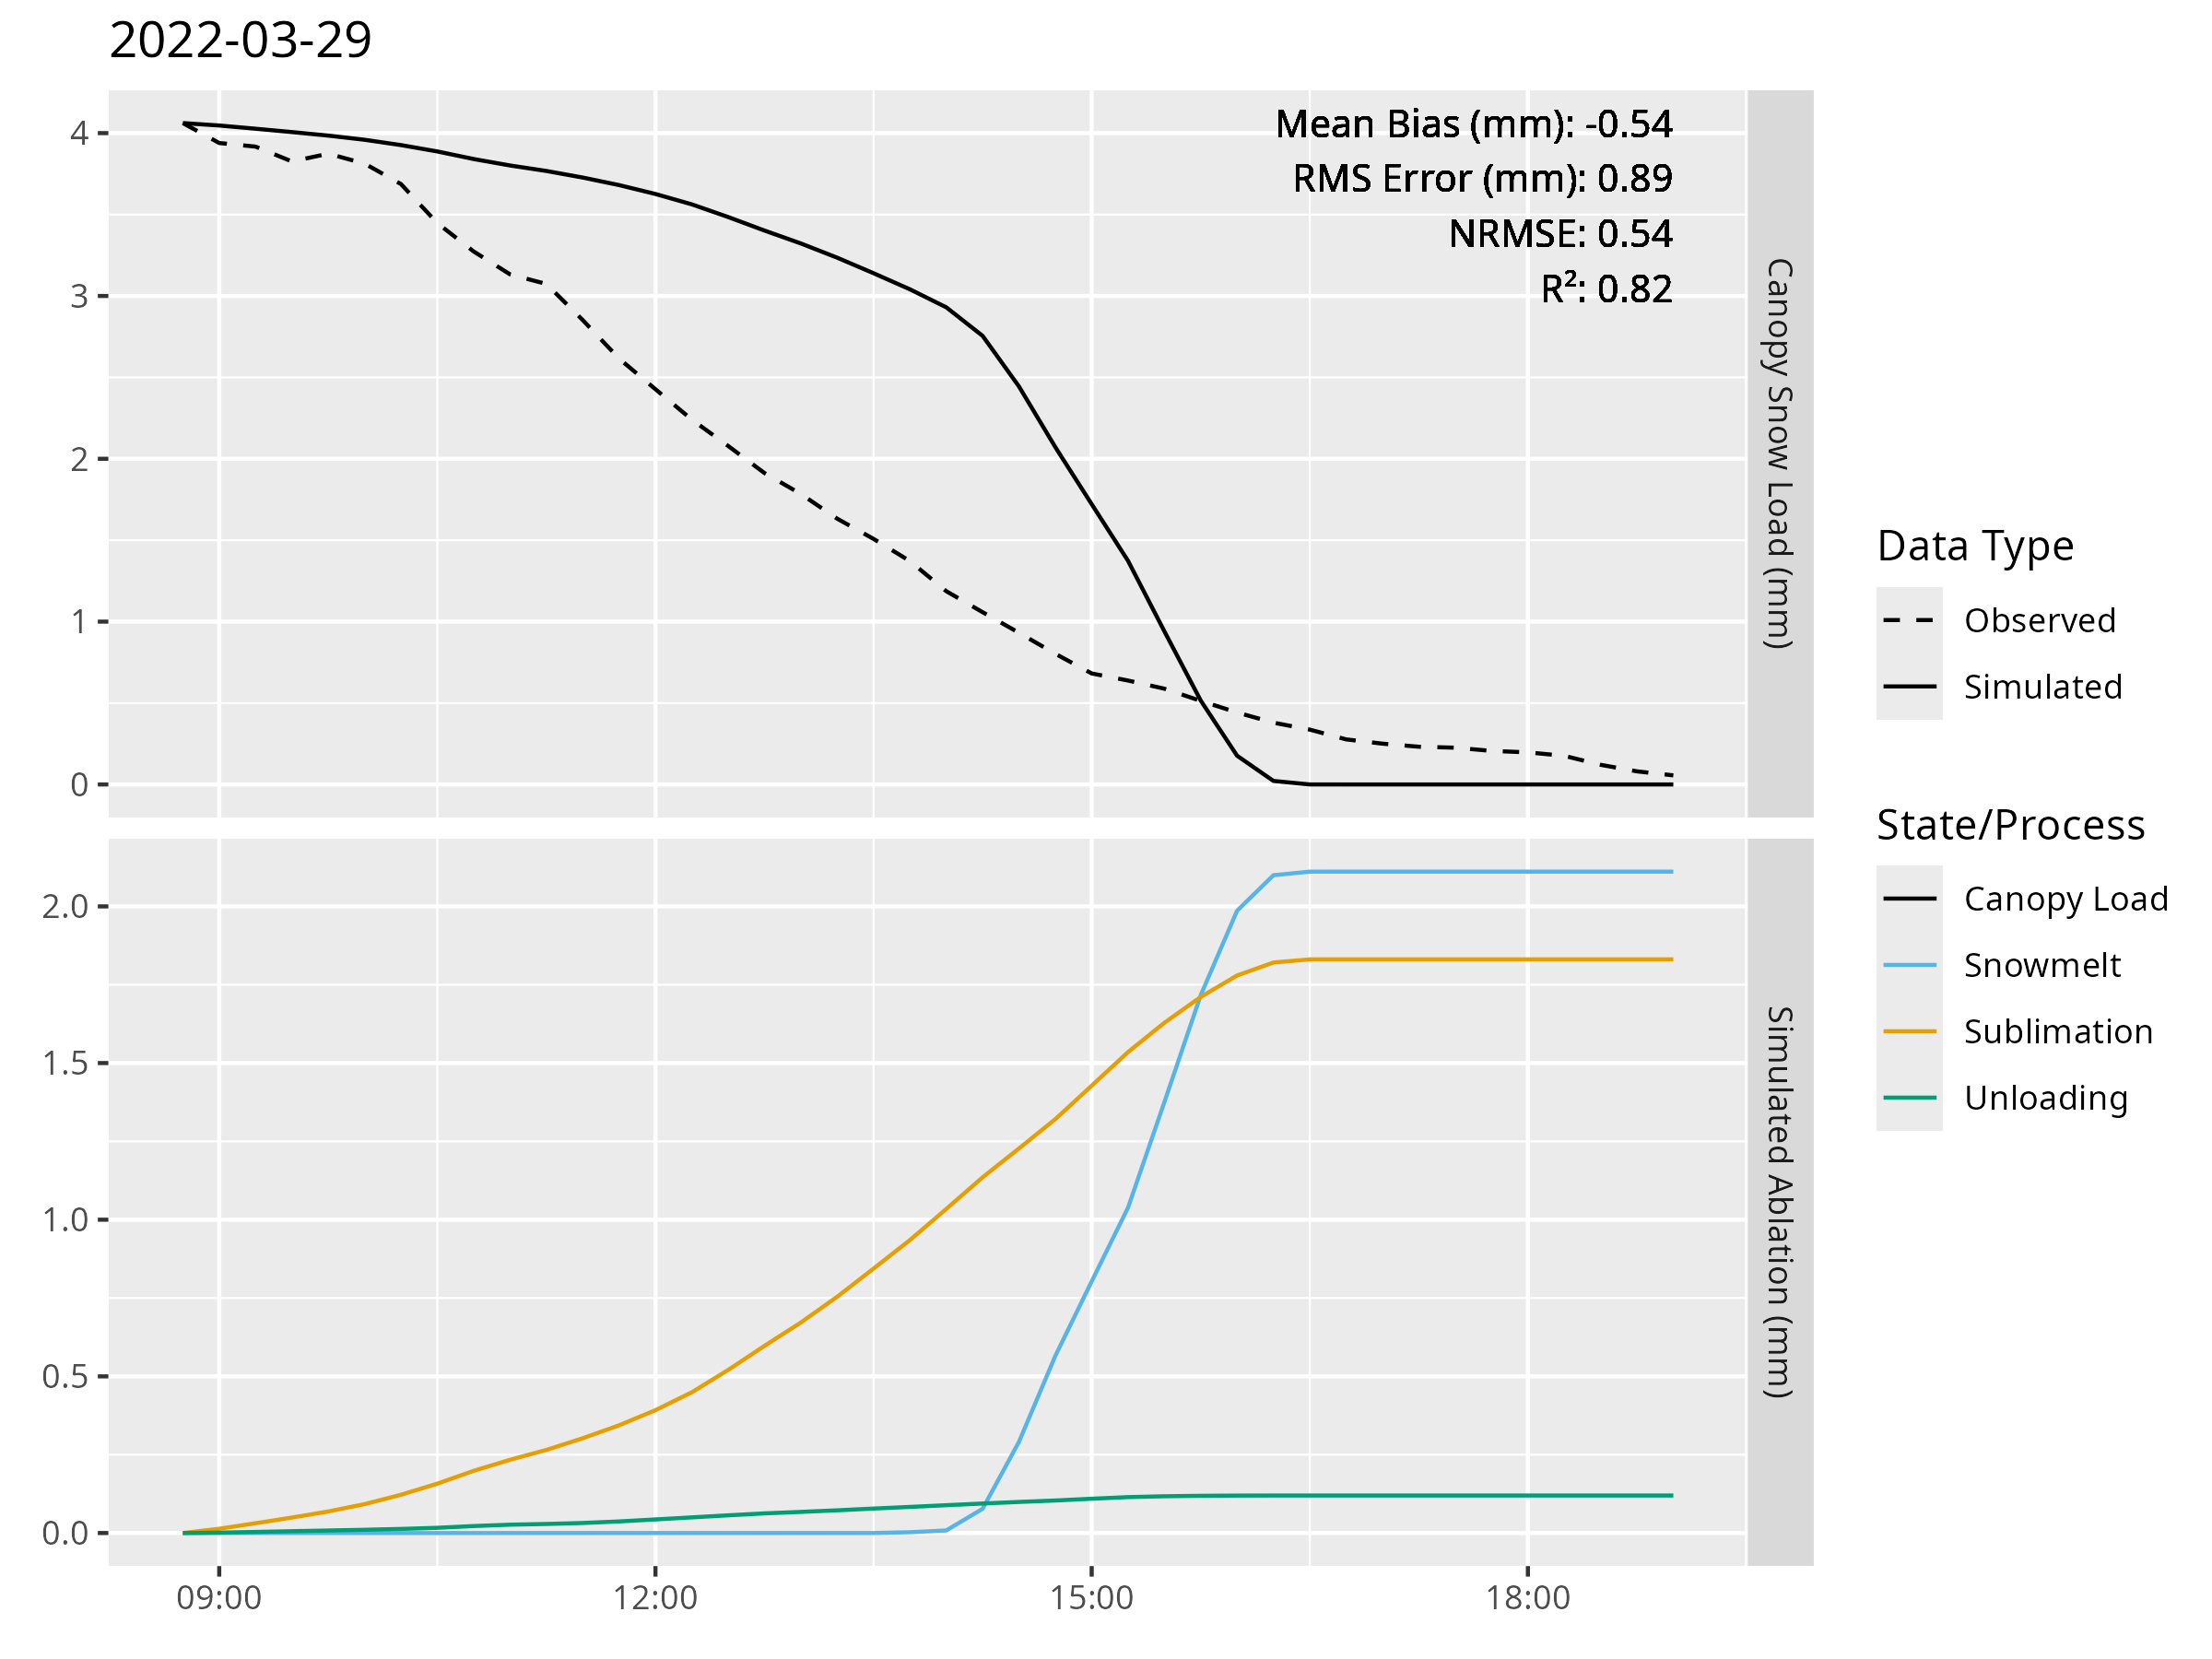 2022-03-29
4
3
2
1
0
Mean Bias (mm): -0.54
RMS Error (mm): 0.89
NRMSE: 0.54
R²: 0.82
Canopy Snow Load (mm)
2.0
1.5
1.0
0.5
0.0
Simulated Ablation (mm)
09:00
12:00
15:00
18:00
Data Type
Observed
Simulated
State/Process
Canopy Load
Snowmelt
Sublimation
Unloading